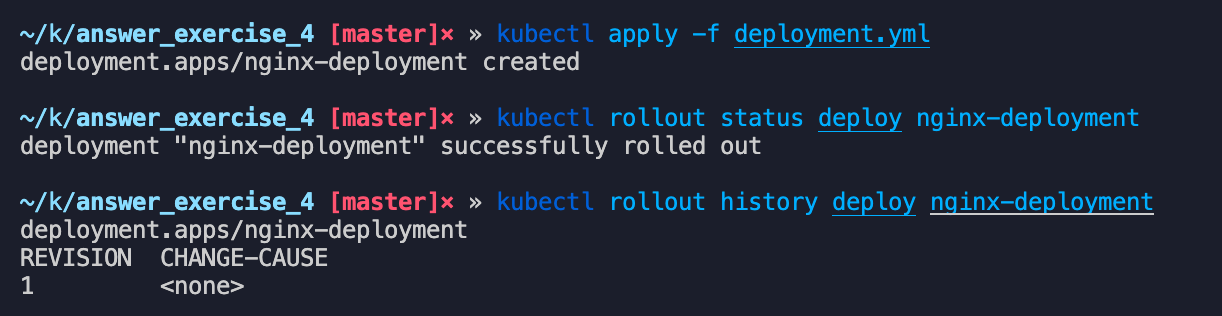 ~/k/answer_exercise_4 [master]× » kubectl apply -f deployment.yml
deployment.apps/nginx-deployment created
~/k/answer_exercise_4 [master]× » kubectl rollout status deploy nginx-deployment
deployment "nginx-deployment" successfully rolled out
~/k/answer_exercise_4 [master]× » kubectl rollout history deploy nginx-deployment
deployment.apps/nginx-deployment
REVISION  CHANGE-CAUSE
1         <none>